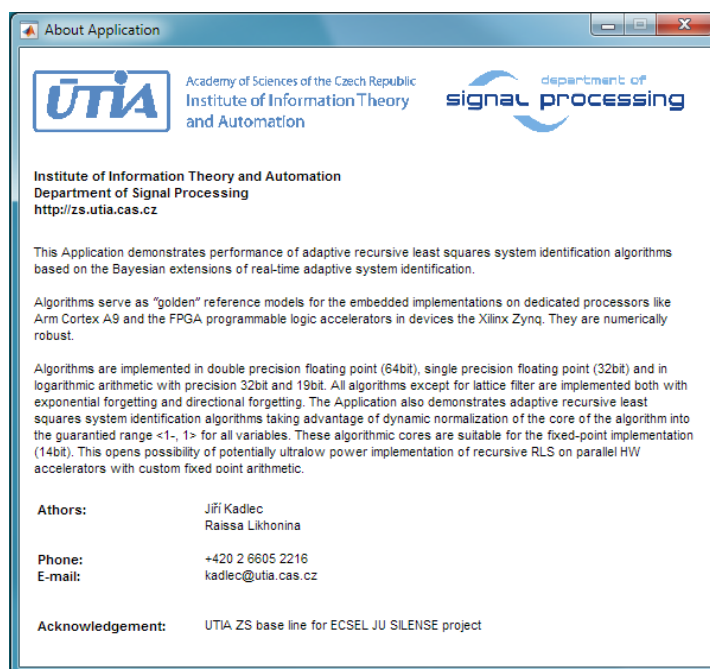 About Application
ÚTIA
Academy of Sciences of the Czech Republic
Institute of Information Theory
and Automation
department of
signal processing
Institute of Information Theory and Automation
Department of Signal Processing
http://zs.utia.cas.cz
This Application demonstrates performance of adaptive recursive least squares system identification algorithms
based on the Bayesian extensions of real-time adaptive system identification.
Algorithms serve as "golden" reference models for the embedded implementations on dedicated processors like
Arm Cortex A9 and the FPGA programmable logic accelerators in devices the Xilinx Zynq. They are numerically
robust.
Algorithms are implemented in double precision floating point (64bit), single precision floating point (32bit) and in
logarithmic arithmetic with precision 32bit and 19bit. All algorithms except for lattice filter are implemented both with
exponential forgetting and directional forgetting. The Application also demonstrates adaptive recursive least
squares system identification algorithms taking advantage of dynamic normalization of the core of the algorithm into
the guarantied range <1-, 1> for all variables. These algorithmic cores are suitable for the fixed-point implementation
(14bit). This opens possibility of potentially ultralow power implementation of recursive RLS on parallel HW
accelerators with custom fixed point arithmetic.
Athors: Jiří Kadlec
Raissa Likhonina
Phone: +420 2 6605 2216
E-mail: kadlec@utia.cas.cz
Acknowledgement: UTIA ZS base line for ECSEL JU SILENSE project